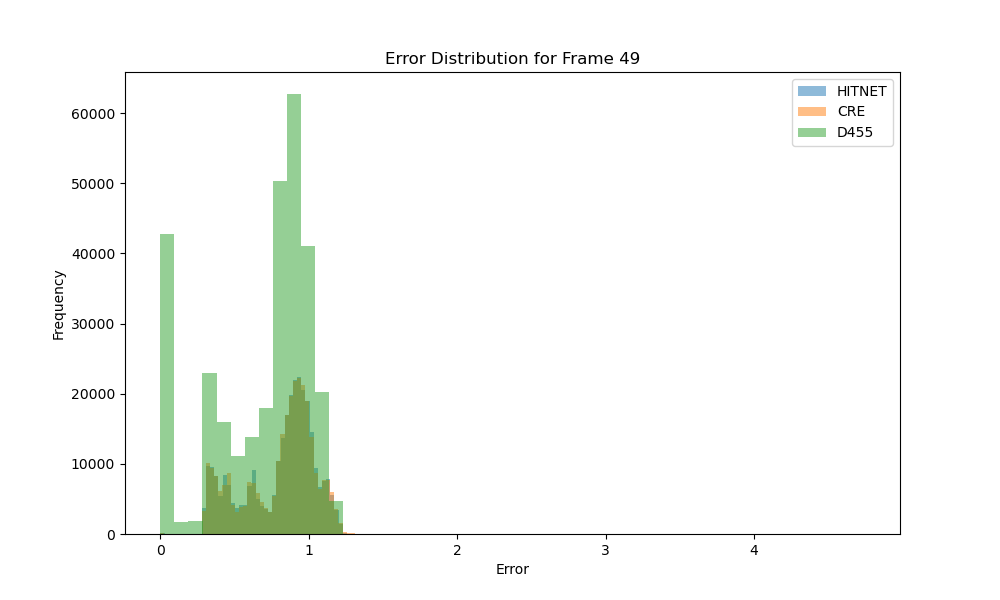 Error Distribution for Frame 49
HITNET
CRE
D455
60000
50000
40000
30000
20000
10000
0
Frequency
0 1 2 3 4
Error